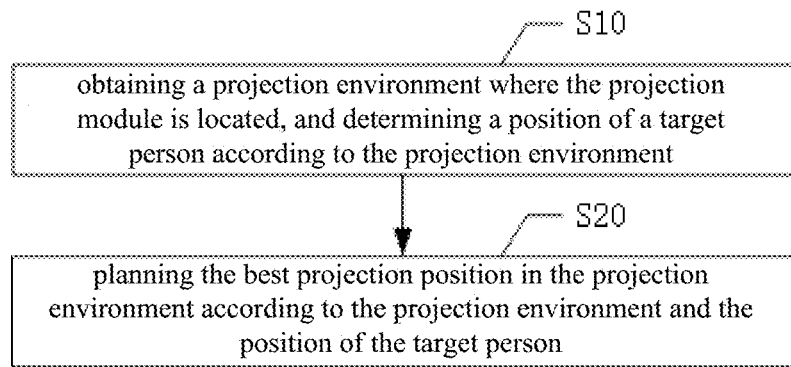 S10
obtaining a projection environment where the projection
module is located, and determining a position of a target
person according to the projection environment
S20
planning the best projection position in the projection
environment according to the projection environment and the
position of the target person